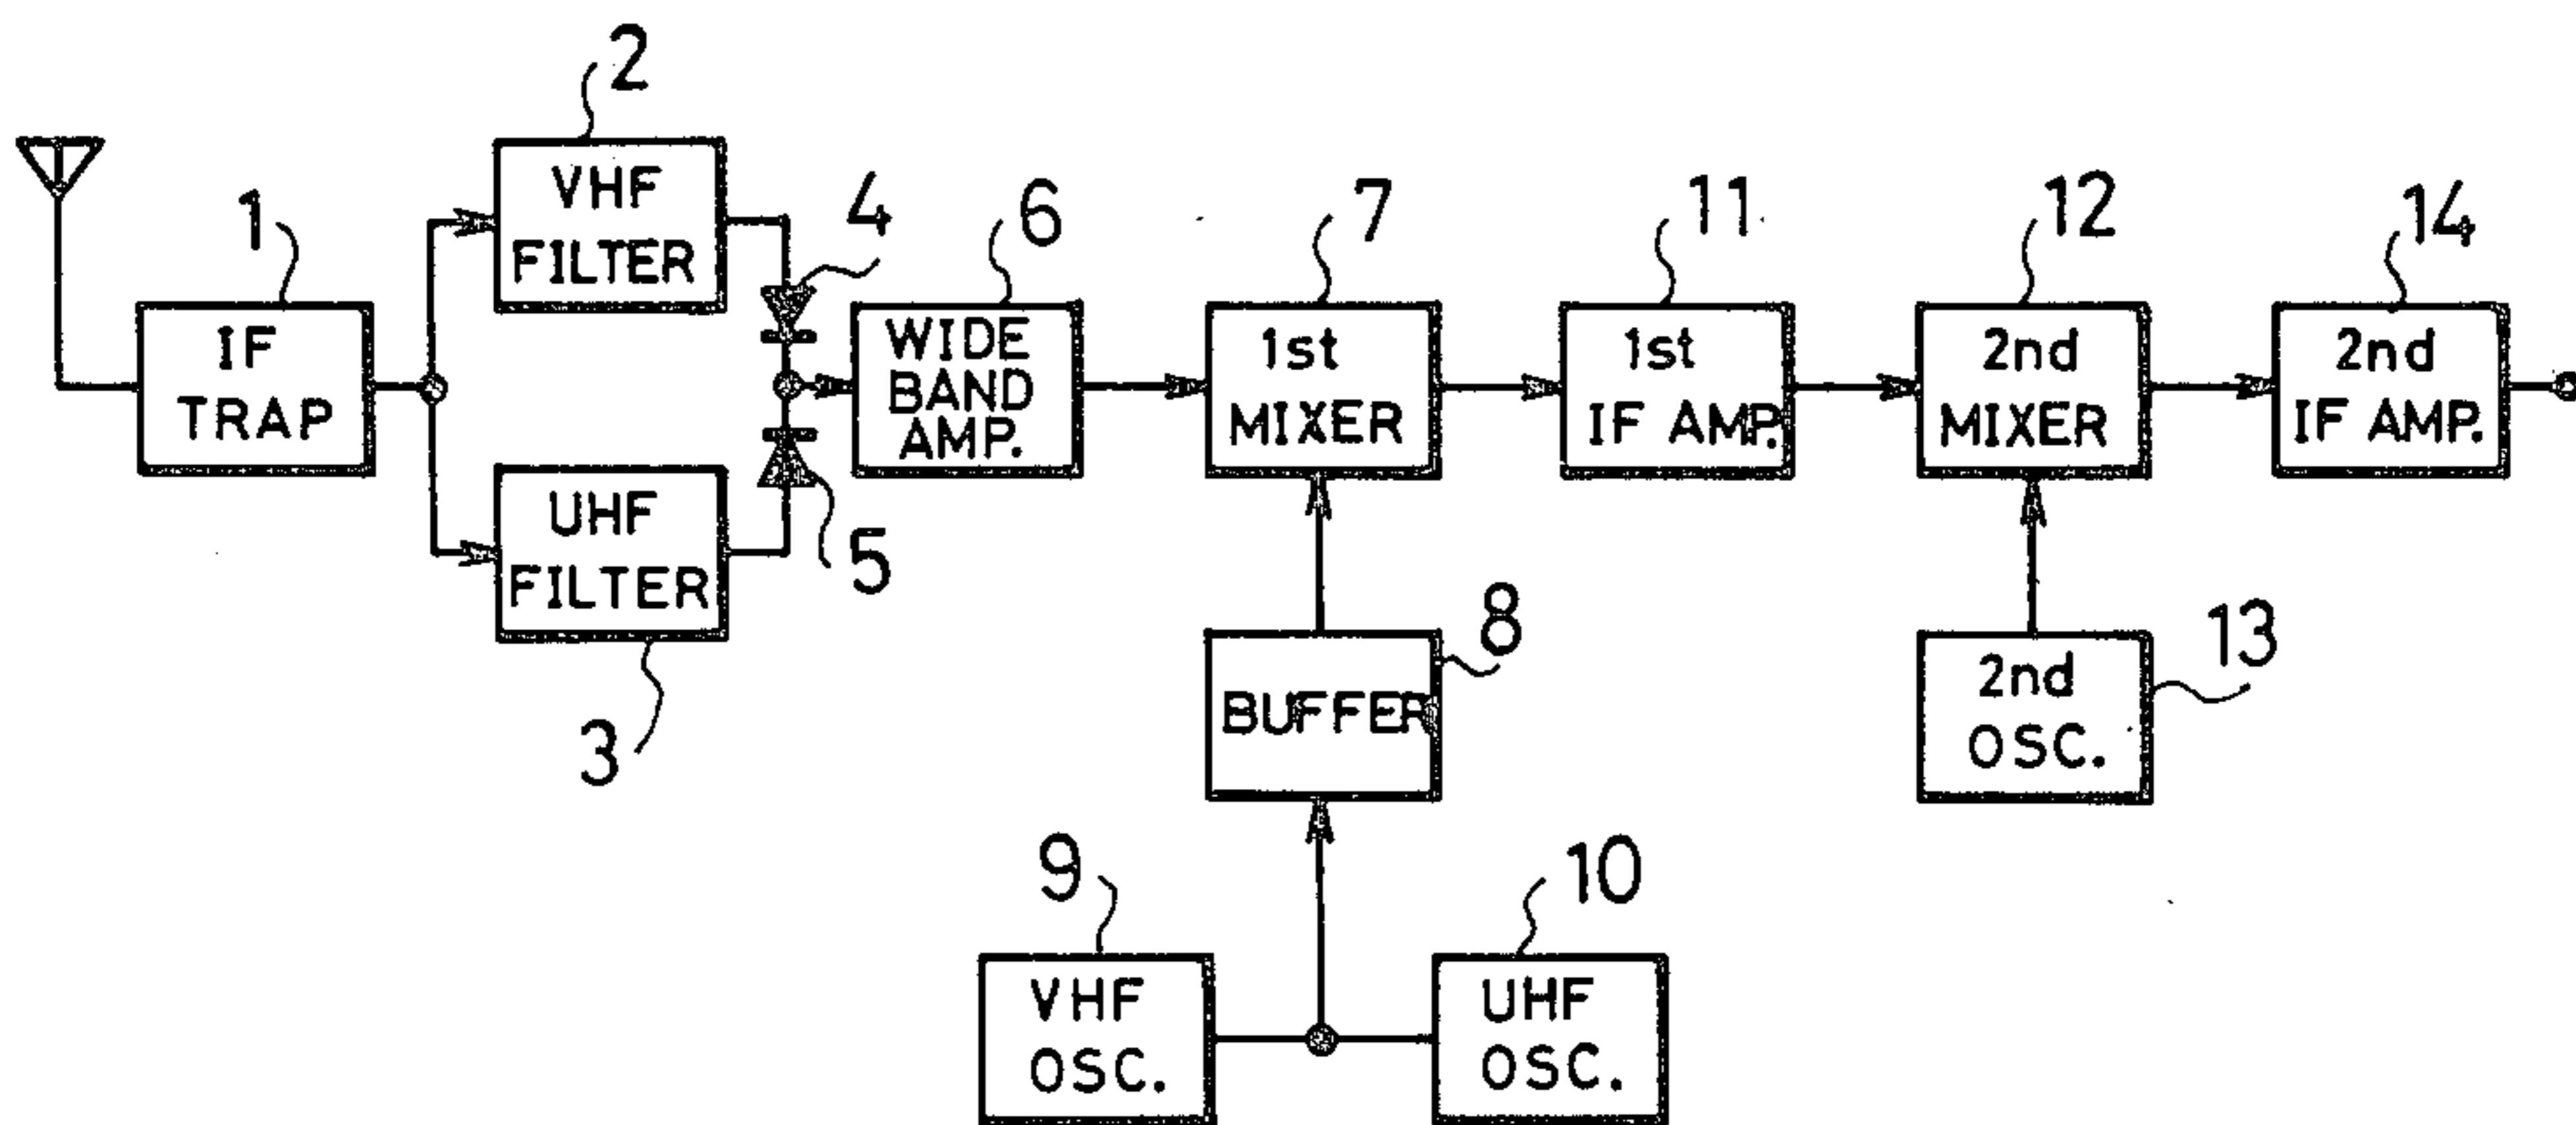 2
VHF
FILTER
4
1
IF
TRAP
6
WIDE
BAND
AMP.
7
1st
MIXER
11
1st
IF AMP.
12
2nd
MIXER
14
2nd
IF AMP.
UHF
FILTER
5
3
BUFFER
8
2nd
OSC.
13
9
VHF
OSC.
10
UHF
OSC.